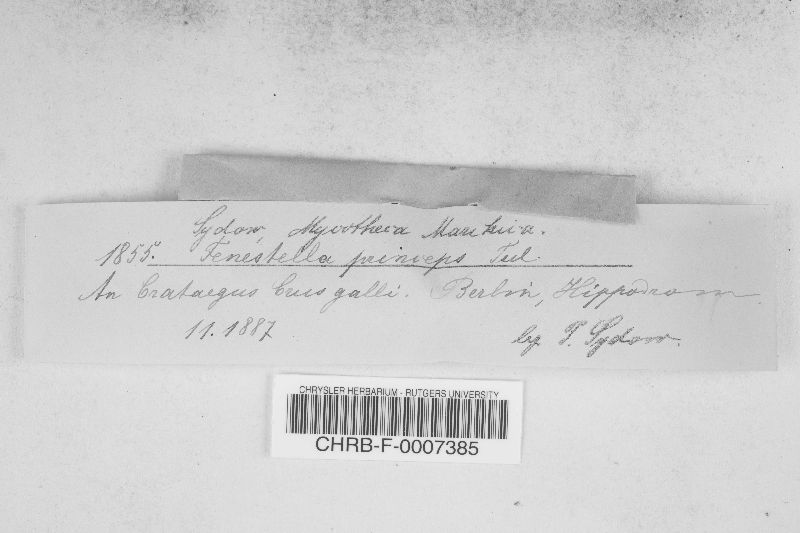 Sydow, Mycotheca Marchica.
1855. Fenestella princeps Tul.
An Crataegus Crus galli. Berlin, Hippodrom.
11. 1887 leg P. Sydow.
CHRYSLER HERBARIUM - RUTGERS UNIVERSITY
CHRB-F-0007385